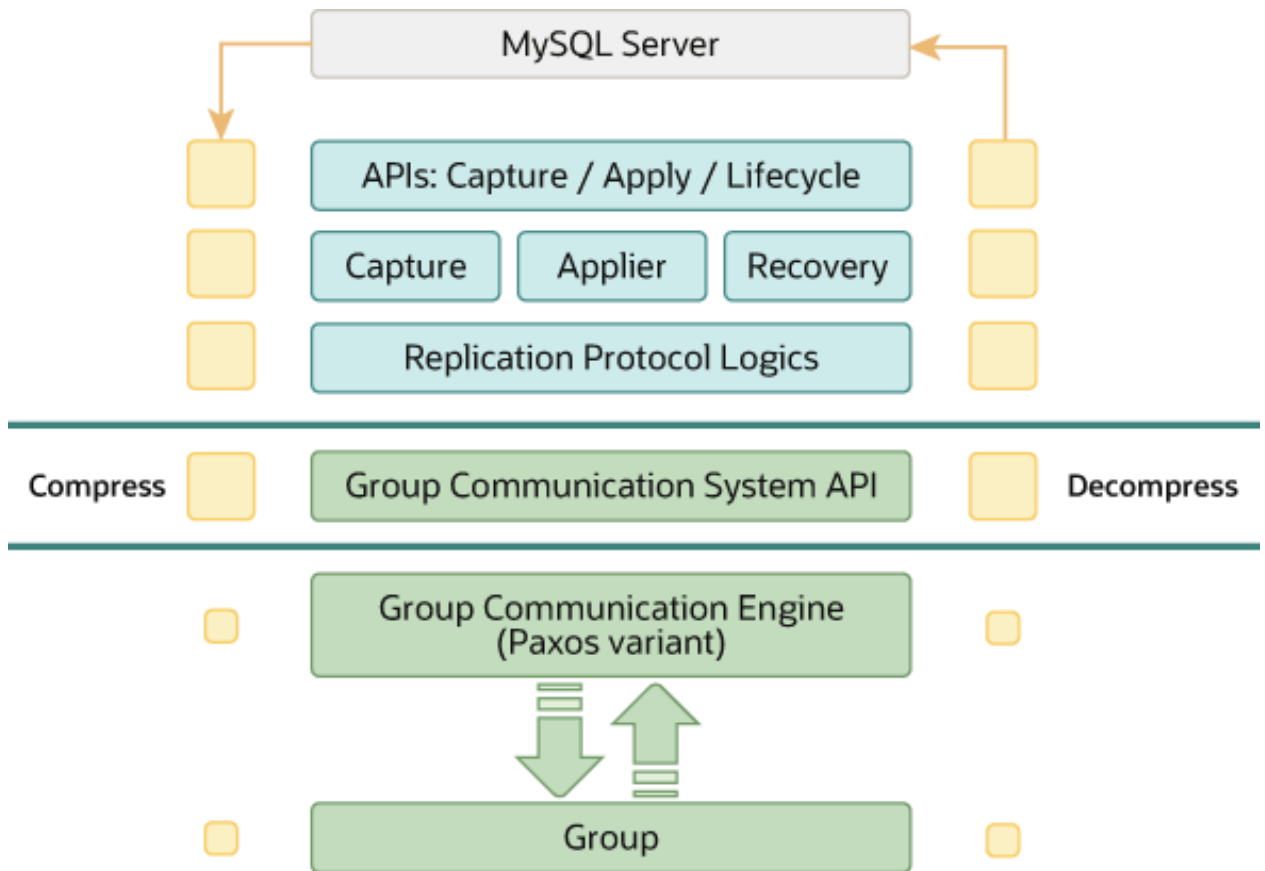 MySQL Server
APIs: Capture / Apply / Lifecycle
Capture
Applier
Recovery
Replication Protocol Logics
Compress
Group Communication System API
Decompress
Group Communication Engine
(Paxos variant)
Group